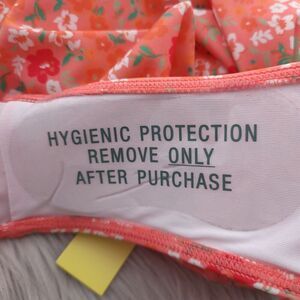 HYGIENIC PROTECTION
REMOVE ONLY
AFTER PURCHASE